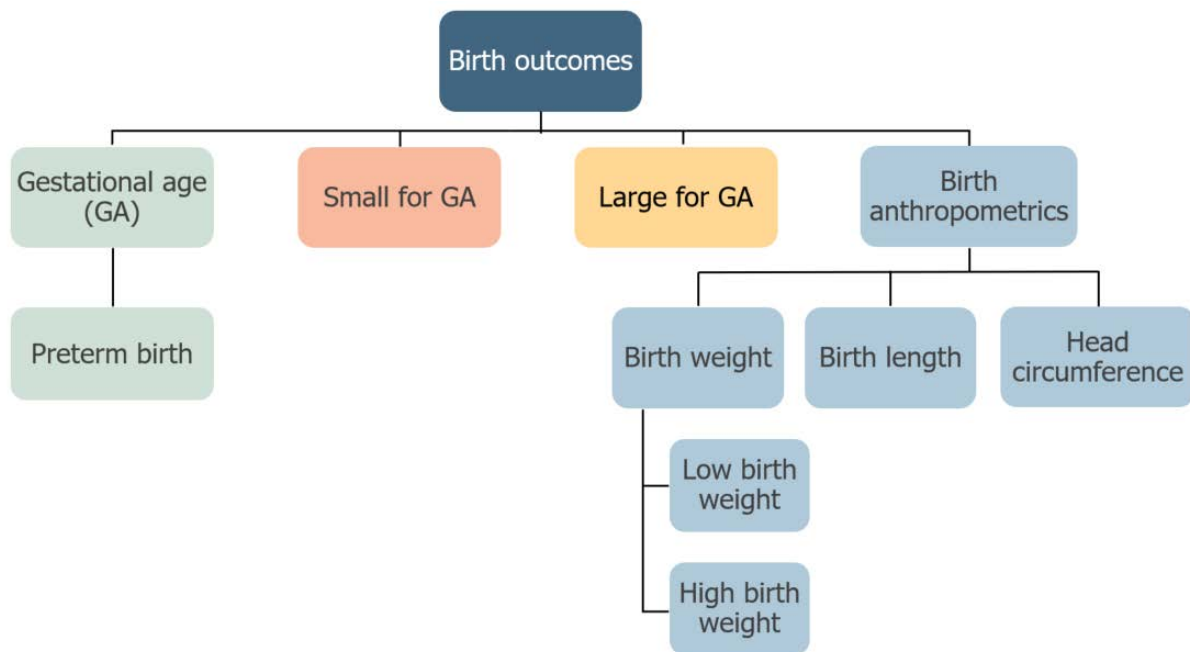 Birth outcomes
Gestational age
(GA)
Small for GA
Large for GA
Birth
anthropometrics
Preterm birth
Birth weight
Birth length
Head
circumference
Low birth
weight
High birth
weight